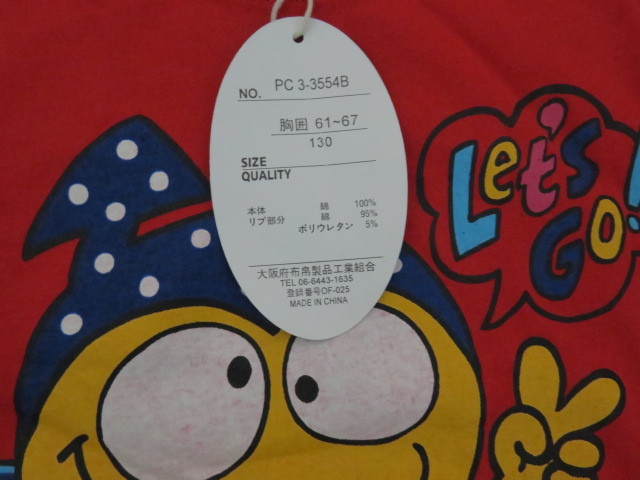 NO. PC 3-3554B
胸囲 61~67
130
SIZE
QUALITY
本体 綿 100%
リブ部分 綿 95%
ポリウレタン 5%
大阪府布帛製品工業組合
TEL 06-6443-1635
登録番号OF-025
MADE IN CHINA
Let's
GO!